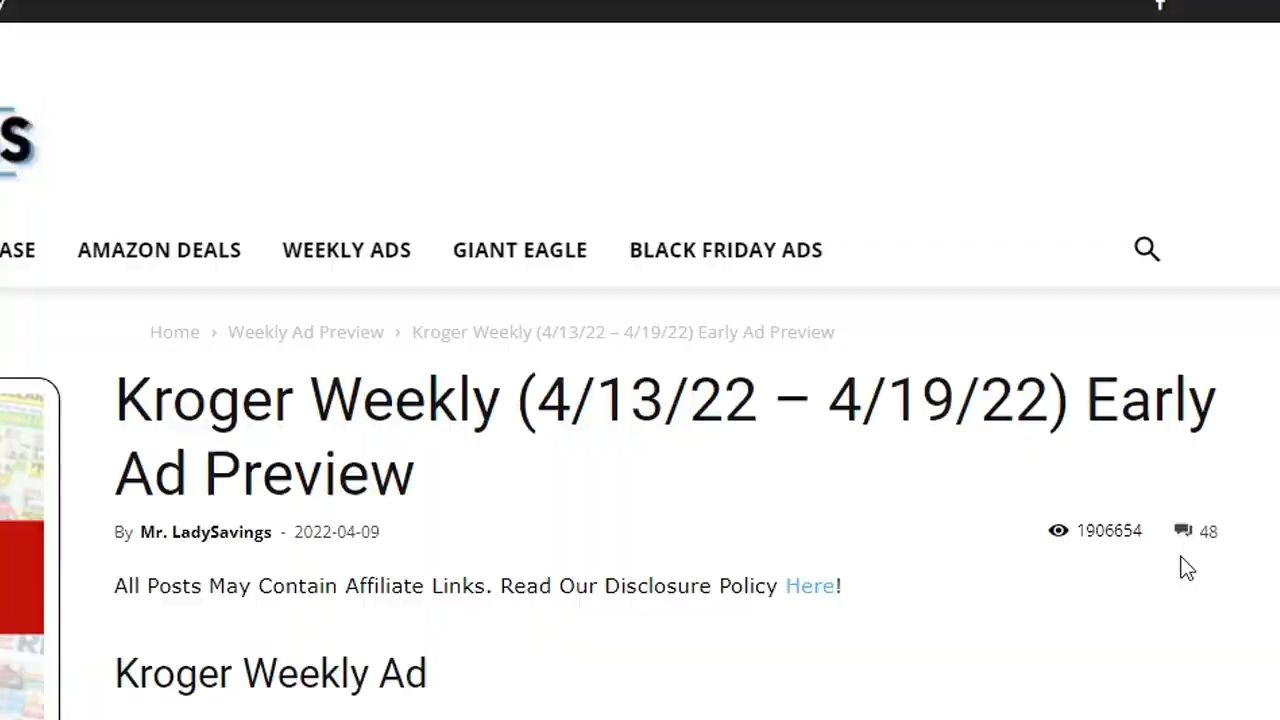 S
ASE AMAZON DEALS WEEKLY ADS GIANT EAGLE BLACK FRIDAY ADS
Home › Weekly Ad Preview › Kroger Weekly (4/13/22 – 4/19/22) Early Ad Preview
Kroger Weekly (4/13/22 – 4/19/22) Early
Ad Preview
By Mr. LadySavings - 2022-04-09 1906654 48
All Posts May Contain Affiliate Links. Read Our Disclosure Policy Here!
Kroger Weekly Ad